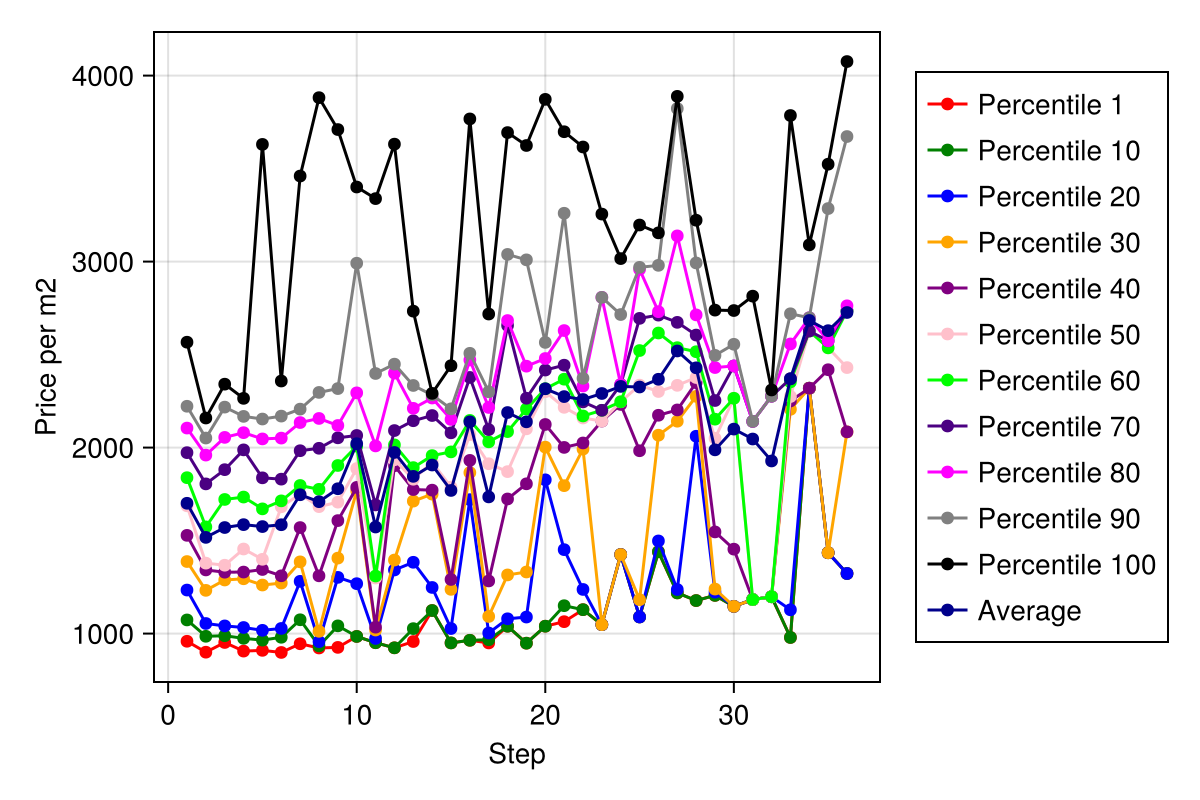 4000
3000
2000
1000
Price per m2
0 10 20 30
Step
Percentile 1
Percentile 10
Percentile 20
Percentile 30
Percentile 40
Percentile 50
Percentile 60
Percentile 70
Percentile 80
Percentile 90
Percentile 100
Average